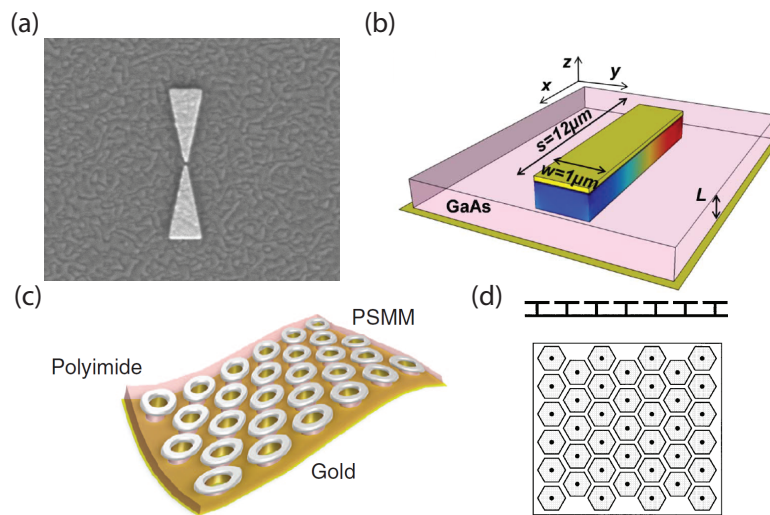 (a)
(b)
z
x
y
s=12µm
w=1µm
L
GaAs
(c)
PSMM
Polyimide
Gold
(d)